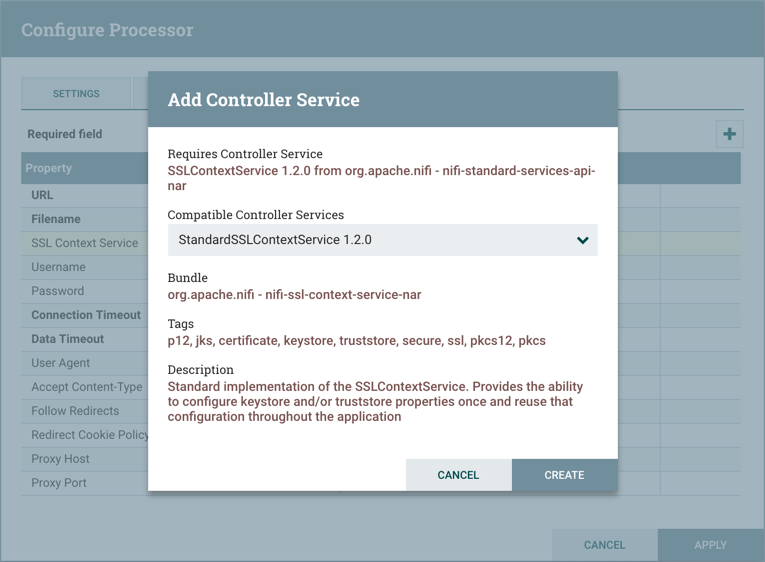 Configure Processor
SETTINGS
Required field
Property
URL
Filename
SSL Context Service
Username
Password
Connection Timeout
Data Timeout
User Agent
Accept Content-Type
Follow Redirects
Redirect Cookie Policy
Proxy Host
Proxy Port
Add Controller Service
Requires Controller Service
SSLContextService 1.2.0 from org.apache.nifi - nifi-standard-services-api-
nar
Compatible Controller Services
StandardSSLContextService 1.2.0
Bundle
org.apache.nifi - nifi-ssl-context-service-nar
Tags
p12, jks, certificate, keystore, truststore, secure, ssl, pkcs12, pkcs
Description
Standard implementation of the SSLContextService. Provides the ability
to configure keystore and/or truststore properties once and reuse that
configuration throughout the application
CANCEL
CREATE
CANCEL
APPLY